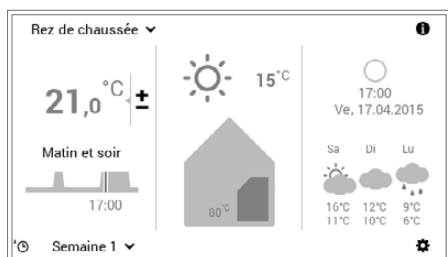 Rez de chaussée
21,0 °C ±
Matin et soir
17:00
Semaine 1
15°C
80°C
17:00
Ve, 17.04.2015
Sa Di Lu
16°C 12°C 9°C
11°C 10°C 6°C